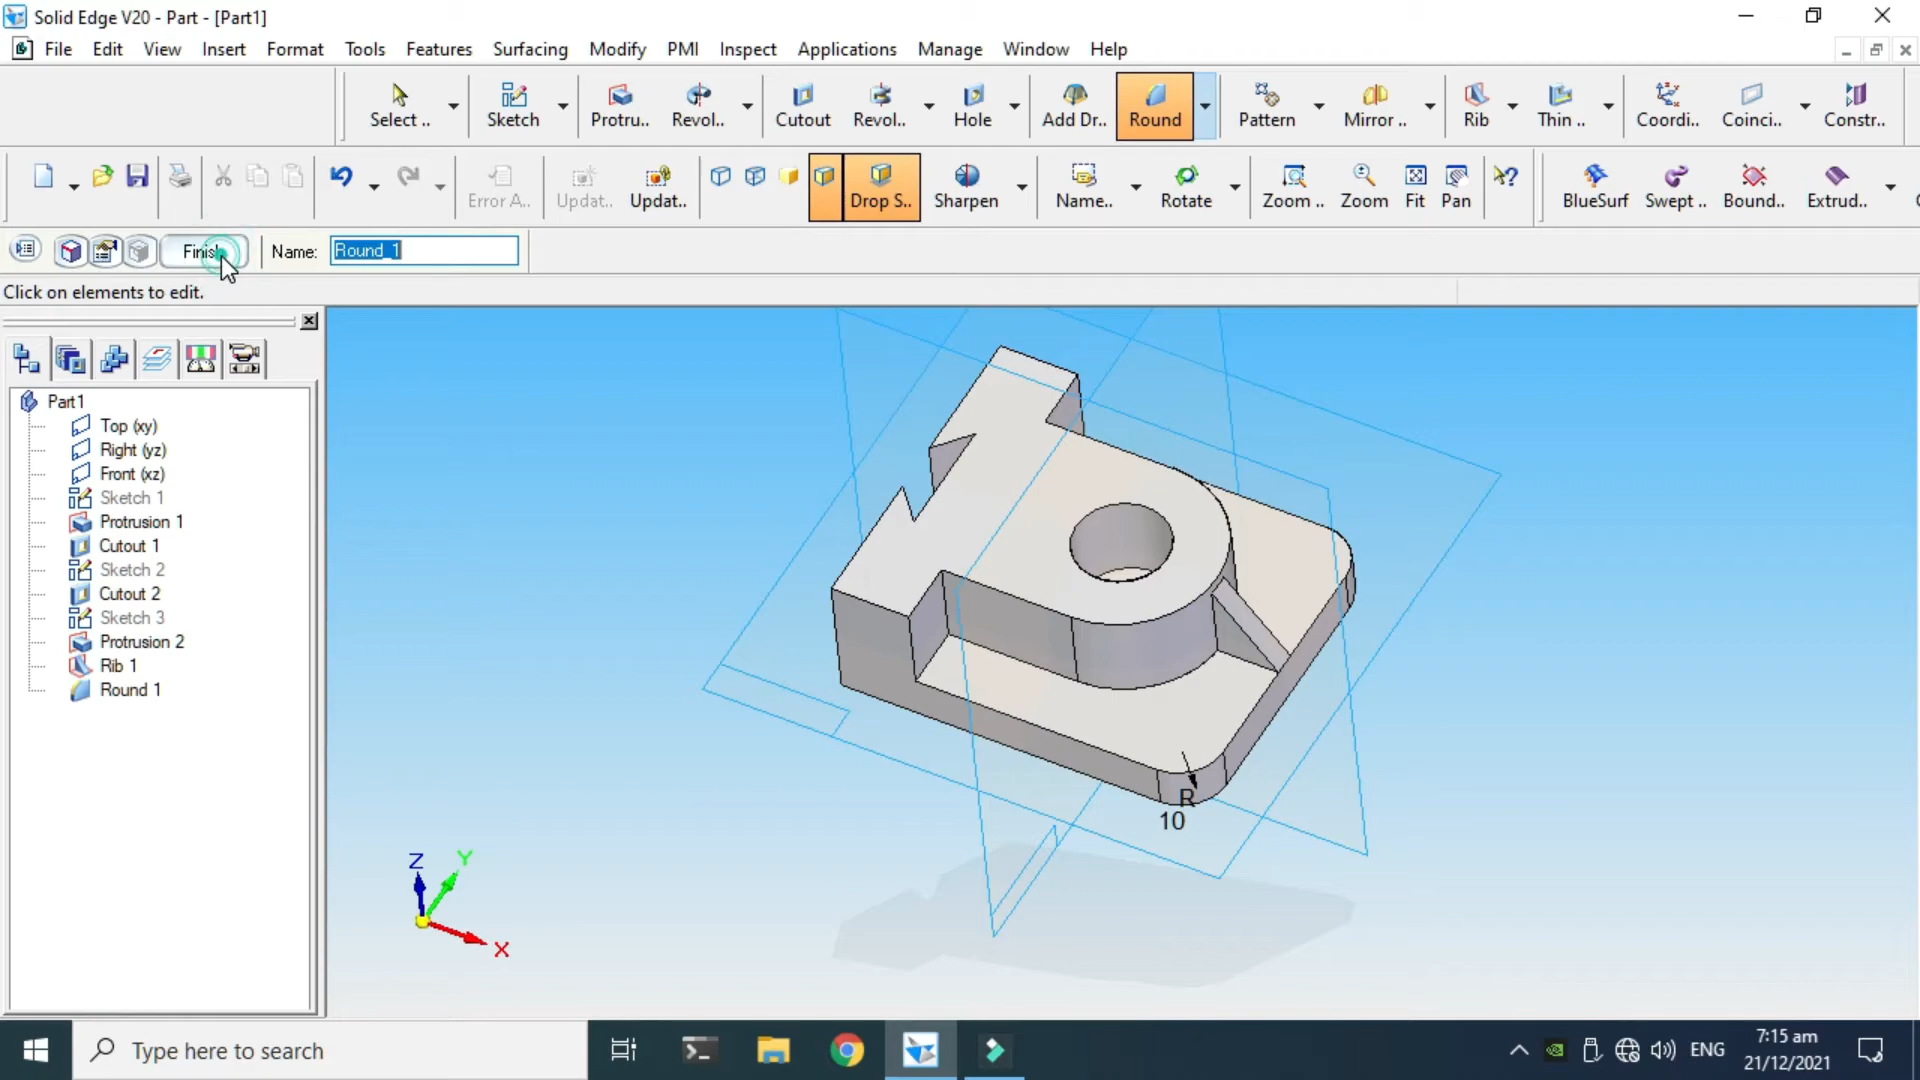 Solid Edge V20 - Part - [Part1]
File Edit View Insert Format Tools Features Surfacing Modify PMI Inspect Applications Manage Window Help
Select .. Sketch Protru.. Revol.. Cutout Revol.. Hole Add Dr.. Round Pattern Mirror .. Rib Thin .. Coordi.. Coinci.. Constr..
Error A.. Updat.. Updat.. Drop S.. Sharpen Name.. Rotate Zoom .. Zoom Fit Pan BlueSurf Swept .. Bound.. Extrud..
Name: Round_1
Click on elements to edit.
Part1
Top (xy)
Right (yz)
Front (xz)
Sketch 1
Protrusion 1
Cutout 1
Sketch 2
Cutout 2
Sketch 3
Protrusion 2
Rib 1
Round 1
R
10
Z
Y
X
Type here to search
ENG
7:15 am
21/12/2021